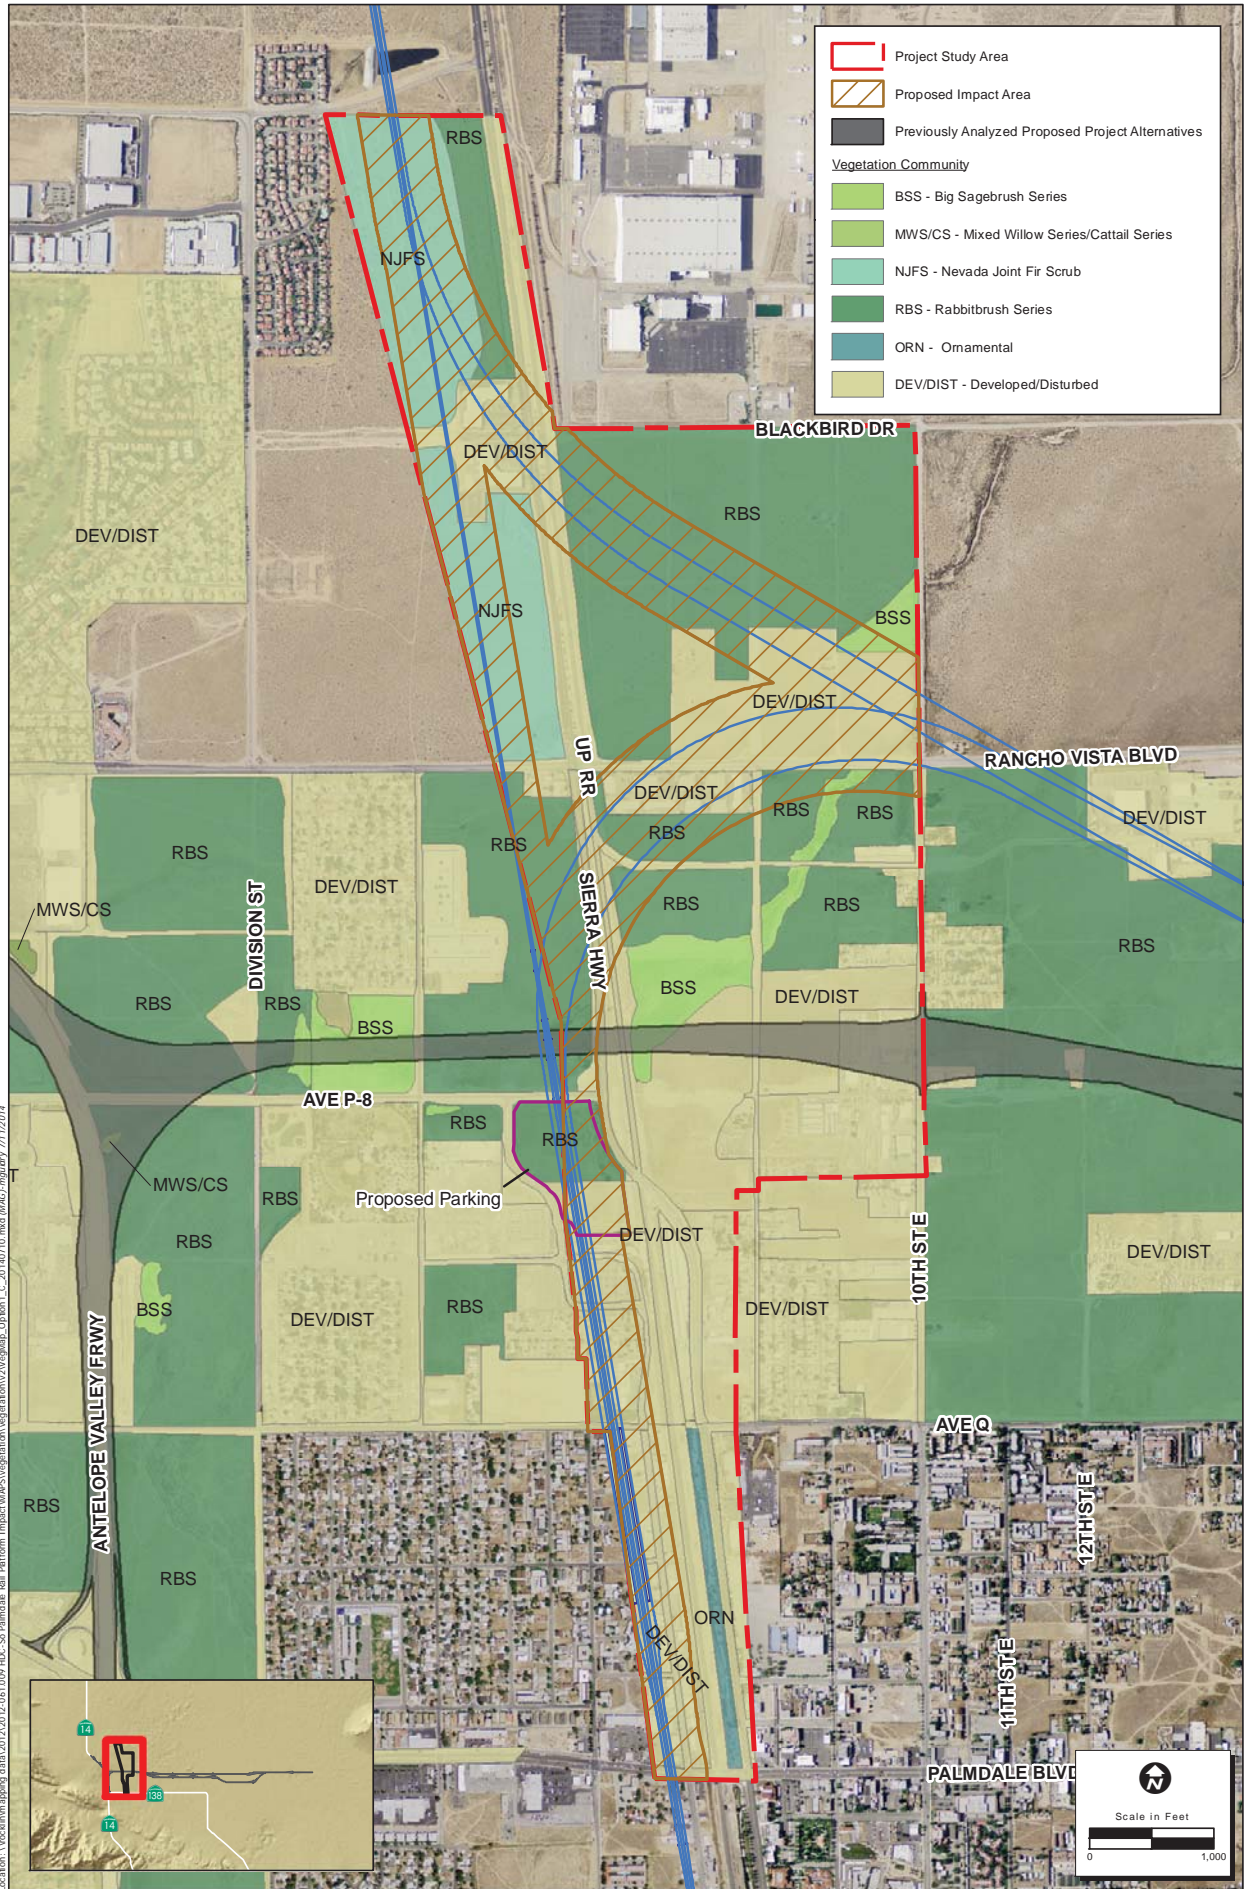 Project Study Area
Proposed Impact Area
Previously Analyzed Proposed Project Alternatives
Vegetation Community
BSS - Big Sagebrush Series
MWS/CS - Mixed Willow Series/Cattail Series
NJFS - Nevada Joint Fir Scrub
RBS - Rabbitbrush Series
ORN - Ornamental
DEV/DIST - Developed/Disturbed
RBS
NJFS
BLACKBIRD DR
DEV/DIST
RBS
DEV/DIST
NJFS
BSS
DEV/DIST
UP RR
RANCHO VISTA BLVD
DEV/DIST
RBS
RBS
DEV/DIST
RBS
RBS
RBS
DEV/DIST
SIERRA HWY
MWS/CS
DIVISION ST
RBS
RBS
RBS
BSS
DEV/DIST
RBS
RBS
BSS
AVE P-8
RBS
RBS
MWS/CS
T
RBS
Proposed Parking
RBS
DEV/DIST
10TH ST E
DEV/DIST
BSS
DEV/DIST
RBS
DEV/DIST
ANTELOPE VALLEY FRWY
AVE Q
RBS
12TH ST E
RBS
ORN
DEV/DIST
11TH ST E
PALMDALE BLVD
14
138
14
N
Scale in Feet
0 1,000